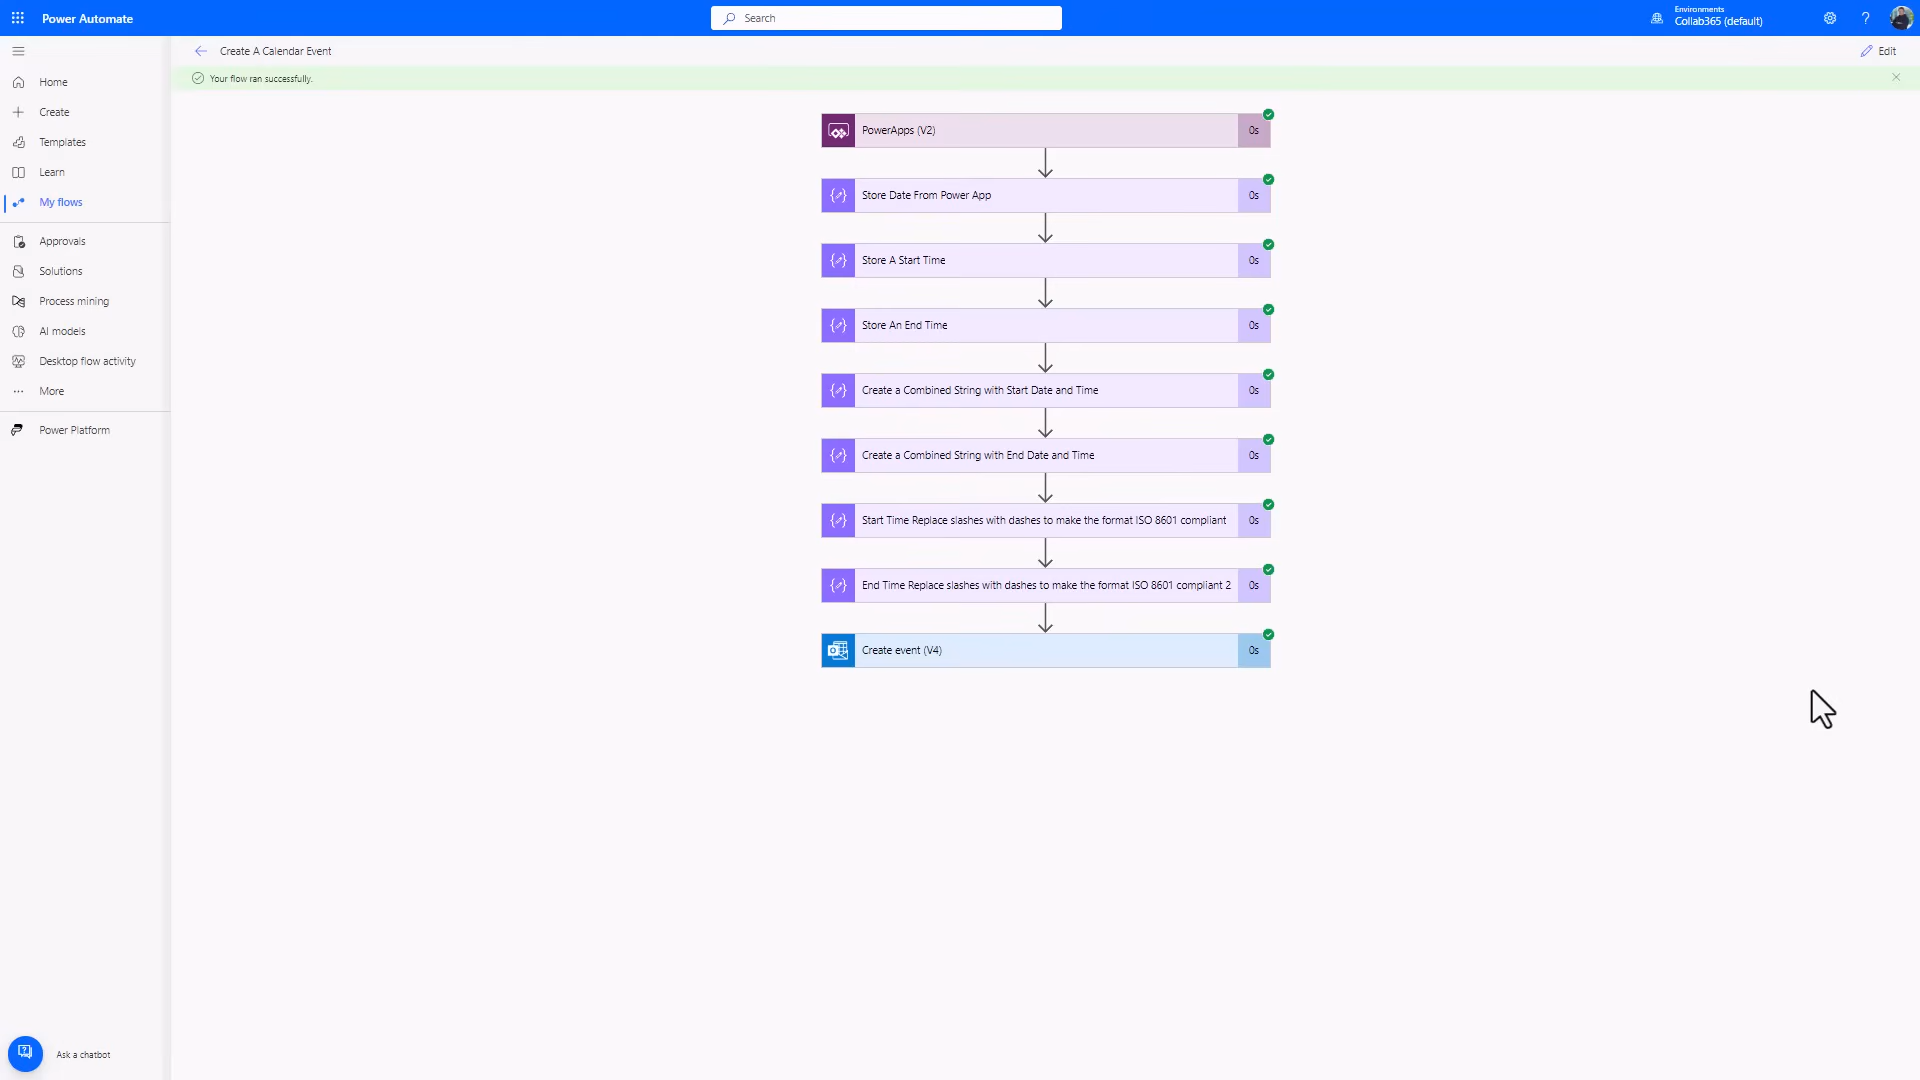 Power Automate
Search
Environments
Collab365 (default)
Create A Calendar Event
Edit
Your flow ran successfully.
Home
Create
Templates
Learn
My flows
Approvals
Solutions
Process mining
AI models
Desktop flow activity
More
Power Platform
PowerApps (V2)
0s
Store Date From Power App
0s
Store A Start Time
0s
Store An End Time
0s
Create a Combined String with Start Date and Time
0s
Create a Combined String with End Date and Time
0s
Start Time Replace slashes with dashes to make the format ISO 8601 compliant
0s
End Time Replace slashes with dashes to make the format ISO 8601 compliant 2
0s
Create event (V4)
0s
Ask a chatbot